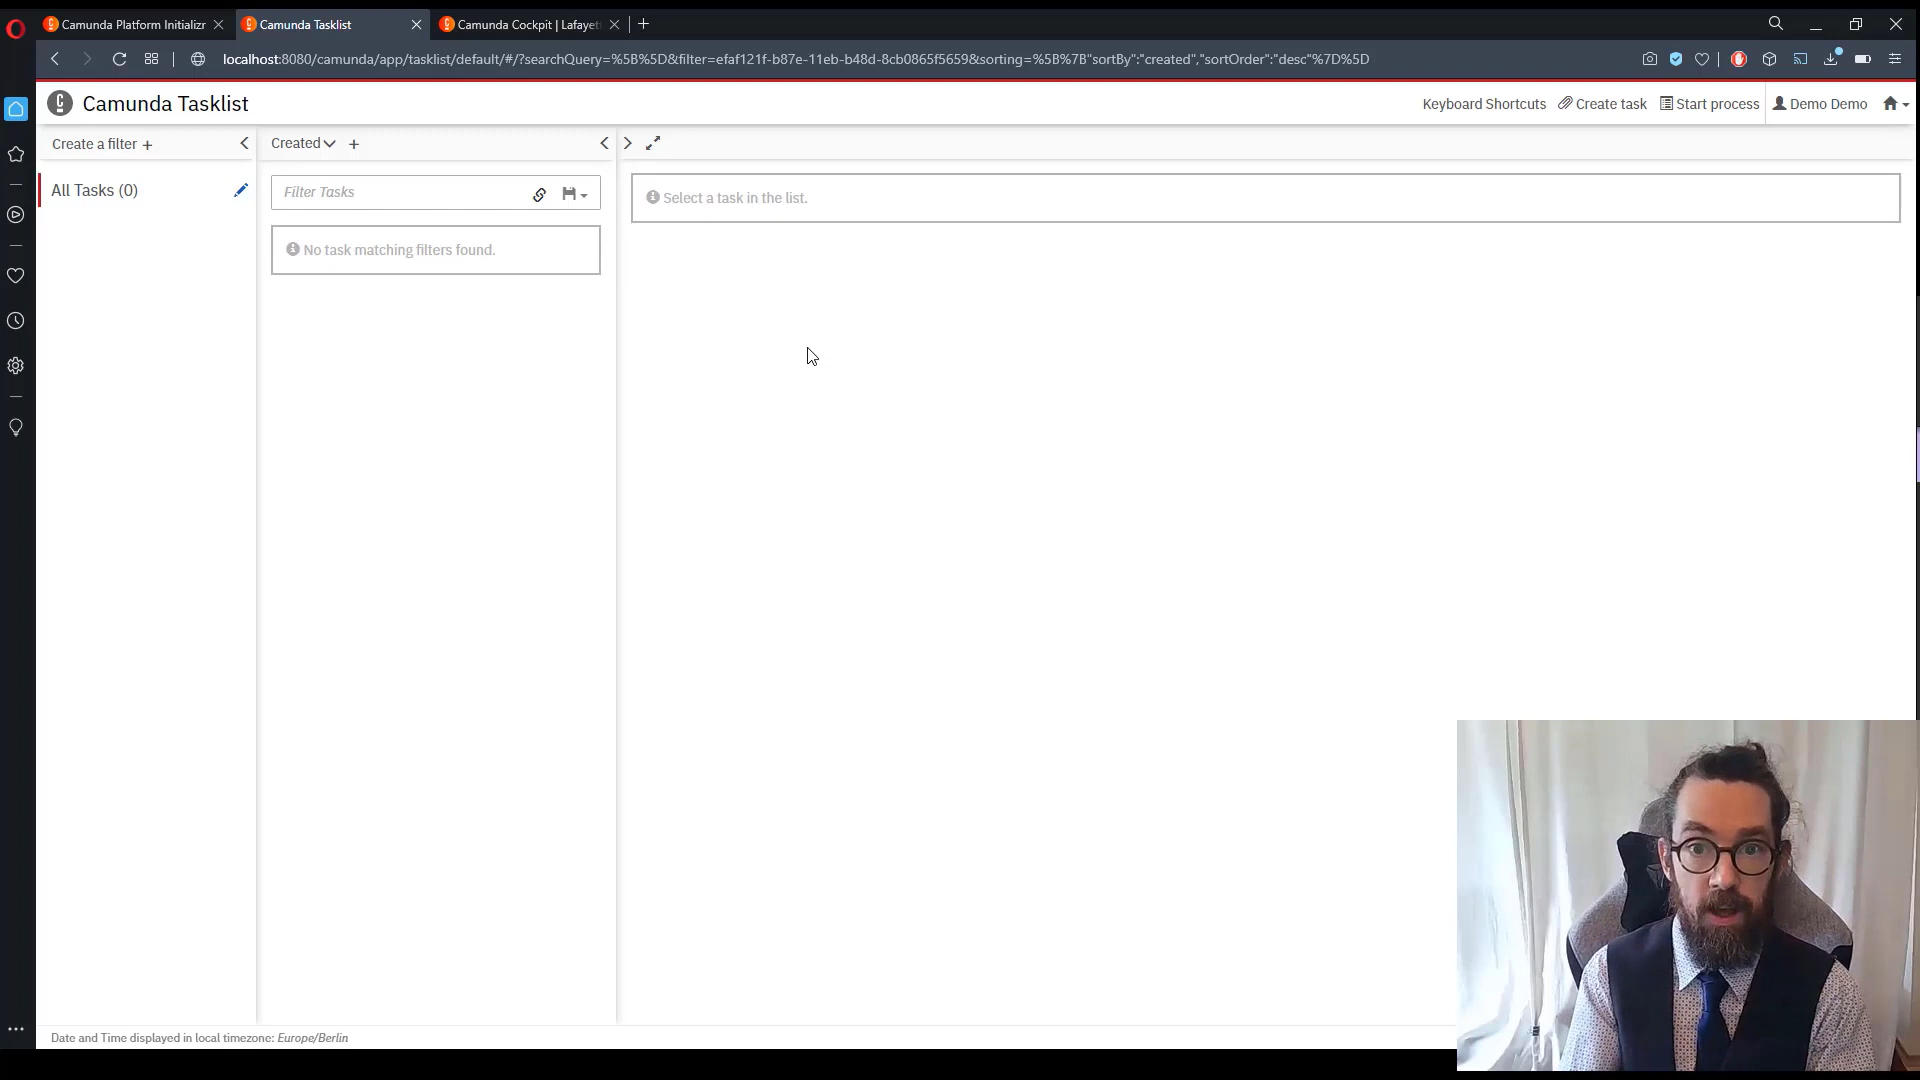 Camunda Platform Initializr
Camunda Tasklist
Camunda Cockpit | Lafayet
localhost:8080/camunda/app/tasklist/default/#/?searchQuery=%5B%5D&filter=efaf121f-b87e-11eb-b48d-8cb0865f5659&sorting=%5B%7B"sortBy":"created","sortOrder":"desc"%7D%5D
Camunda Tasklist
Keyboard Shortcuts
Create task
Start process
Demo Demo
Create a filter +
Created
+
All Tasks (0)
Filter Tasks
Select a task in the list.
No task matching filters found.
Date and Time displayed in local timezone: Europe/Berlin